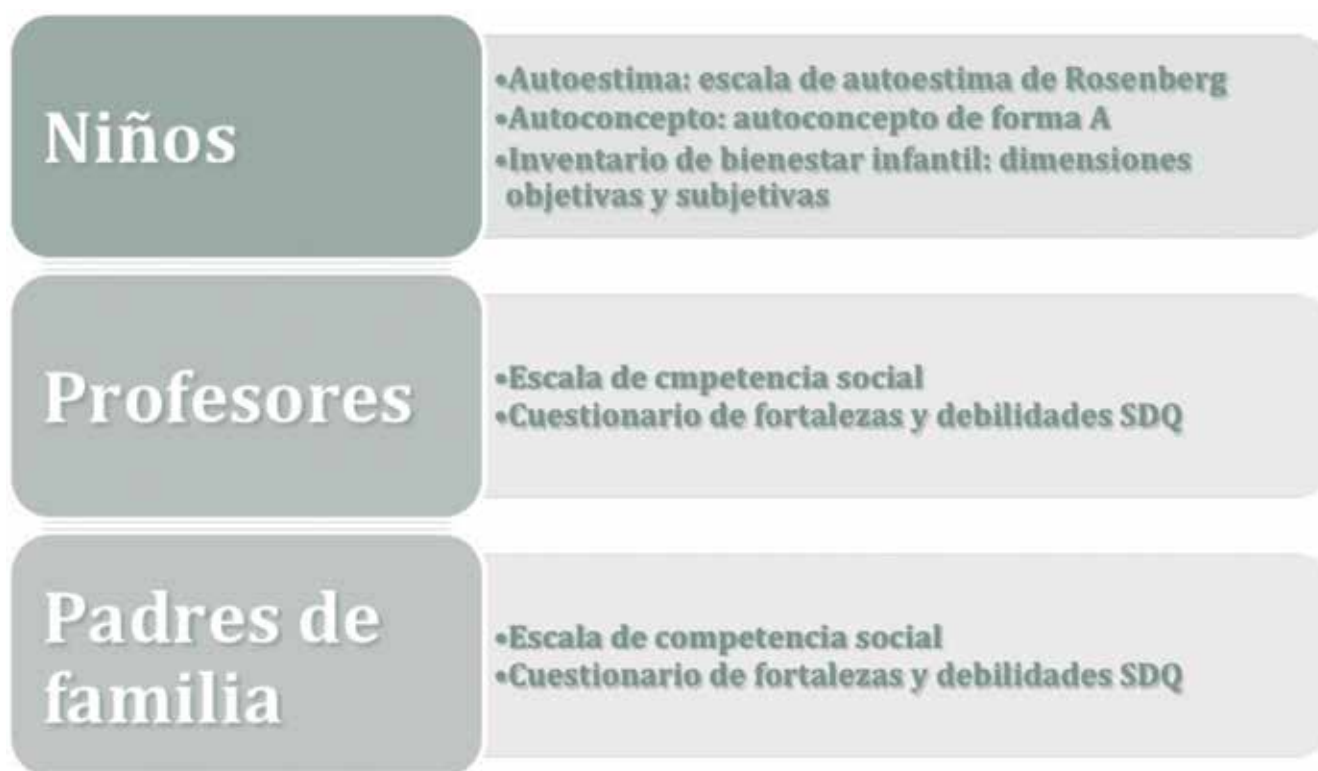 Niños
•Autoestima: escala de autoestima de Rosenberg
•Autoconcepto: autoconcepto de forma A
•Inventario de bienestar infantil: dimensiones
objetivas y subjetivas
Profesores
•Escala de cmpetencia social
•Cuestionario de fortalezas y debilidades SDQ
Padres de
familia
•Escala de competencia social
•Cuestionario de fortalezas y debilidades SDQ